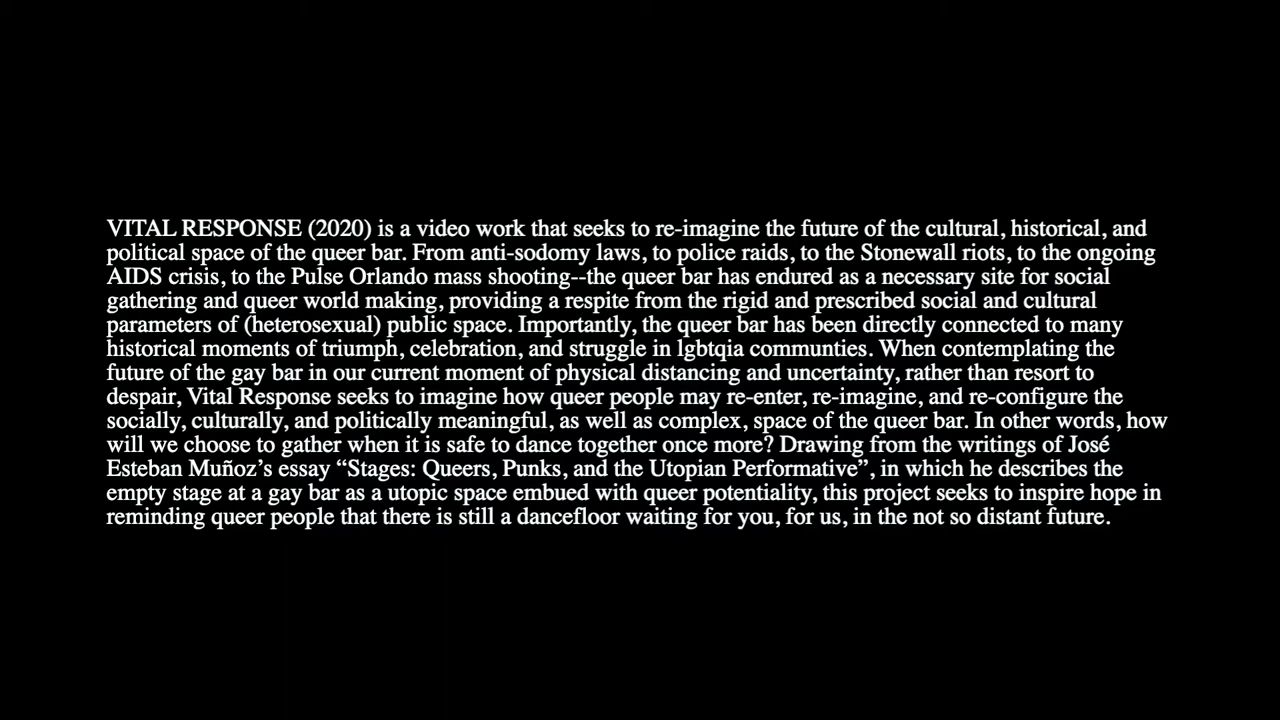 VITAL RESPONSE (2020) is a video work that seeks to re-imagine the future of the cultural, historical, and
political space of the queer bar. From anti-sodomy laws, to police raids, to the Stonewall riots, to the ongoing
AIDS crisis, to the Pulse Orlando mass shooting--the queer bar has endured as a necessary site for social
gathering and queer world making, providing a respite from the rigid and prescribed social and cultural
parameters of (heterosexual) public space. Importantly, the queer bar has been directly connected to many
historical moments of triumph, celebration, and struggle in lgbtqia communties. When contemplating the
future of the gay bar in our current moment of physical distancing and uncertainty, rather than resort to
despair, Vital Response seeks to imagine how queer people may re-enter, re-imagine, and re-configure the
socially, culturally, and politically meaningful, as well as complex, space of the queer bar. In other words, how
will we choose to gather when it is safe to dance together once more? Drawing from the writings of José
Esteban Muñoz’s essay “Stages: Queers, Punks, and the Utopian Performative”, in which he describes the
empty stage at a gay bar as a utopic space embued with queer potentiality, this project seeks to inspire hope in
reminding queer people that there is still a dancefloor waiting for you, for us, in the not so distant future.